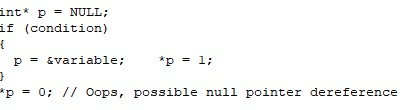 int* p = NULL;
if (condition)
{
  p = &variable;    *p = 1;
}
*p = 0; // Oops, possible null pointer dereference